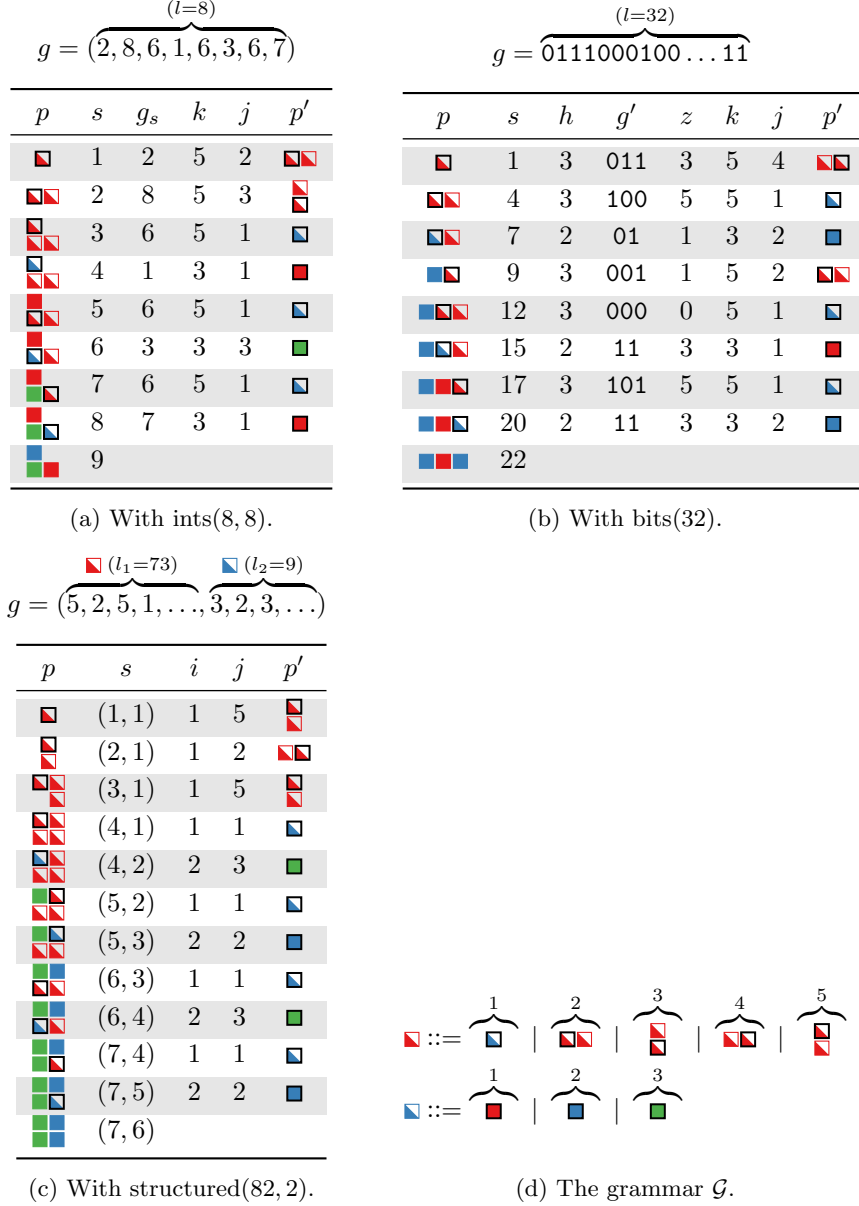 (l=8)
g = (2, 8, 6, 1, 6, 3, 6, 7)
p s g_s k j p′
1 2 5 2
2 8 5 3
3 6 5 1
4 1 3 1
5 6 5 1
6 3 3 3
7 6 5 1
8 7 3 1
9
(a) With ints(8, 8).
(l=32)
g = 0111000100 ... 11
p s h g′ z k j p′
1 3 011 3 5 4
4 3 100 5 5 1
7 2 01 1 3 2
9 3 001 1 5 2
12 3 000 0 5 1
15 2 11 3 3 1
17 3 101 5 5 1
20 2 11 3 3 2
22
(b) With bits(32).
(l₁=73) (l₂=9)
g = (5, 2, 5, 1, ..., 3, 2, 3, ...)
p s i j p′
(1, 1) 1 5
(2, 1) 1 2
(3, 1) 1 5
(4, 1) 1 1
(4, 2) 2 3
(5, 2) 1 1
(5, 3) 2 2
(6, 3) 1 1
(6, 4) 2 3
(7, 4) 1 1
(7, 5) 2 2
(7, 6)
(c) With structured(82, 2).
1 2 3 4 5
::= | | | |
1 2 3
::= | |
(d) The grammar 𝒢.